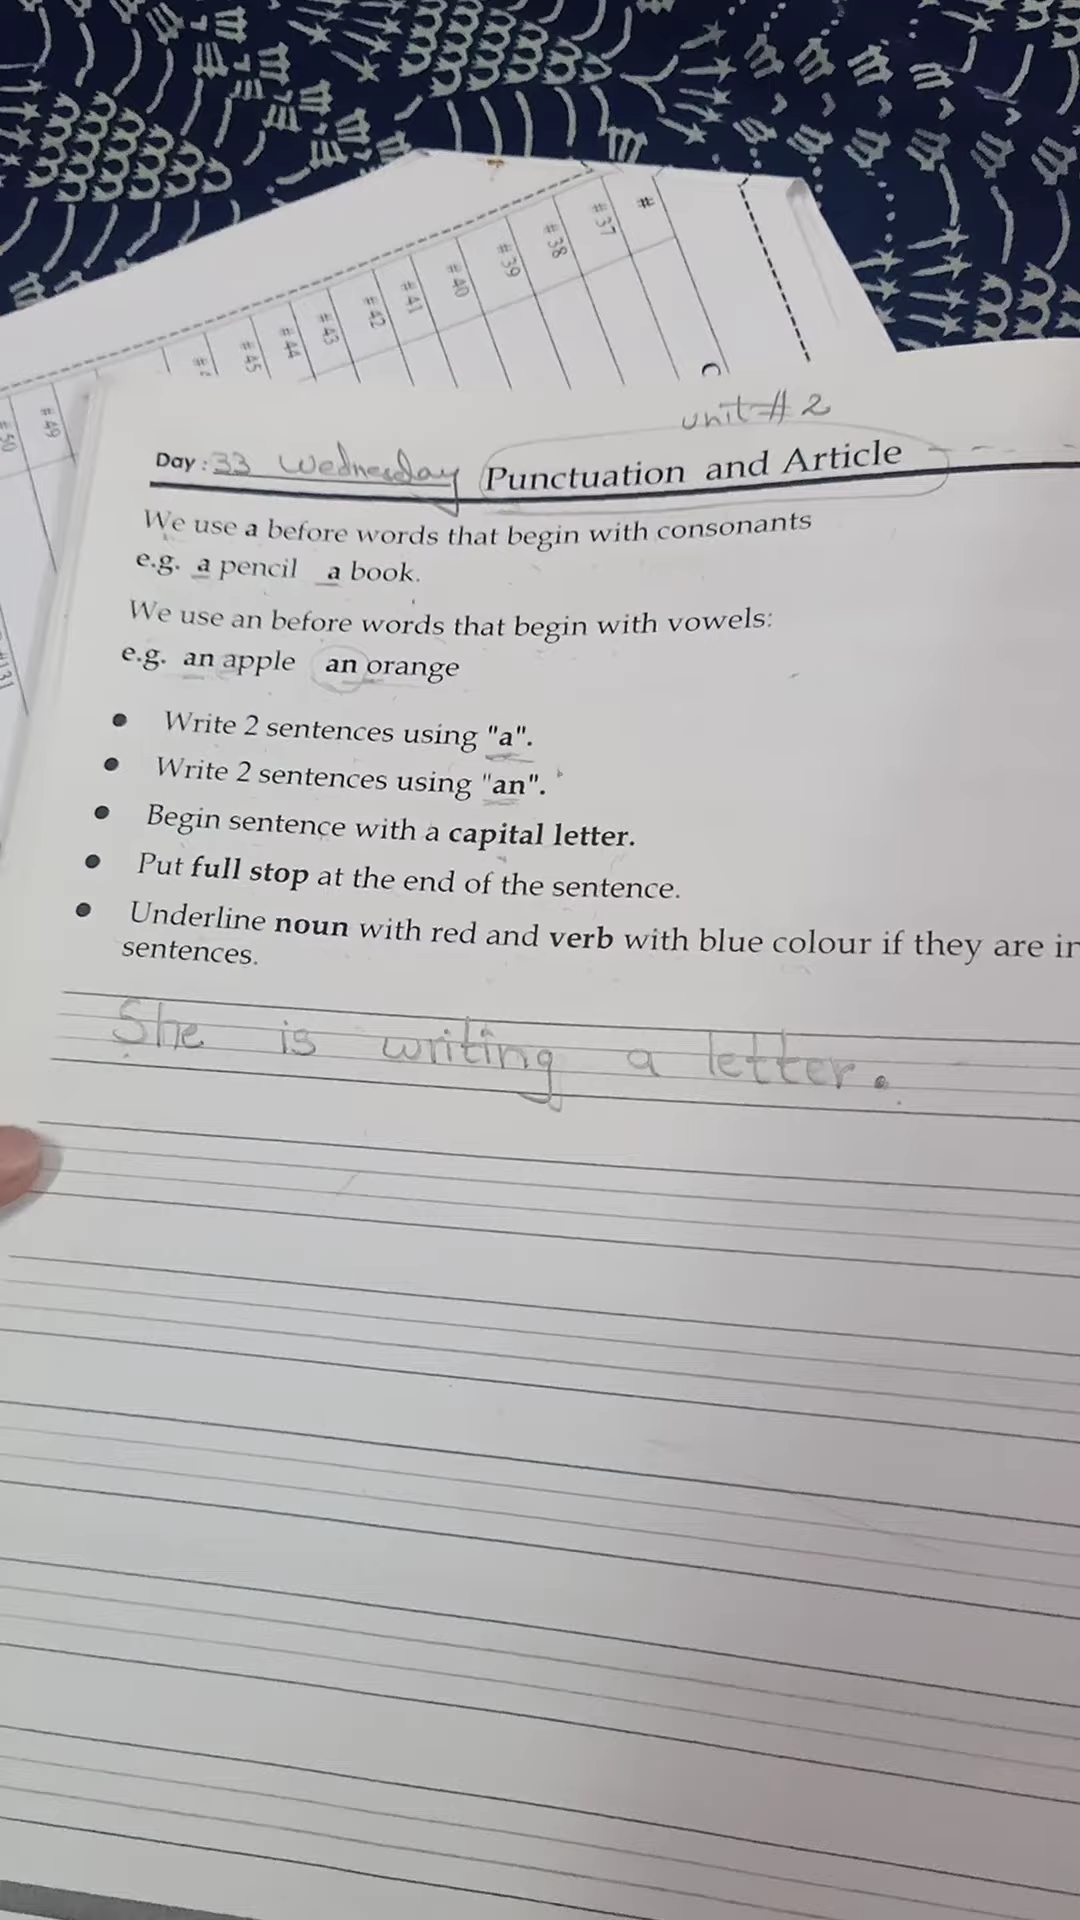 #
#37
#38
#39
#40
#41
#42
#43
#44
#45
#49
#50
#131
unit # 2
Day : 33 Wednesday Punctuation and Article
We use a before words that begin with consonants
e.g. a pencil a book.
We use an before words that begin with vowels:
e.g. an apple an orange
• Write 2 sentences using "a".
• Write 2 sentences using "an".
• Begin sentence with a capital letter.
• Put full stop at the end of the sentence.
• Underline noun with red and verb with blue colour if they are in
sentences.
She is writing a letter.